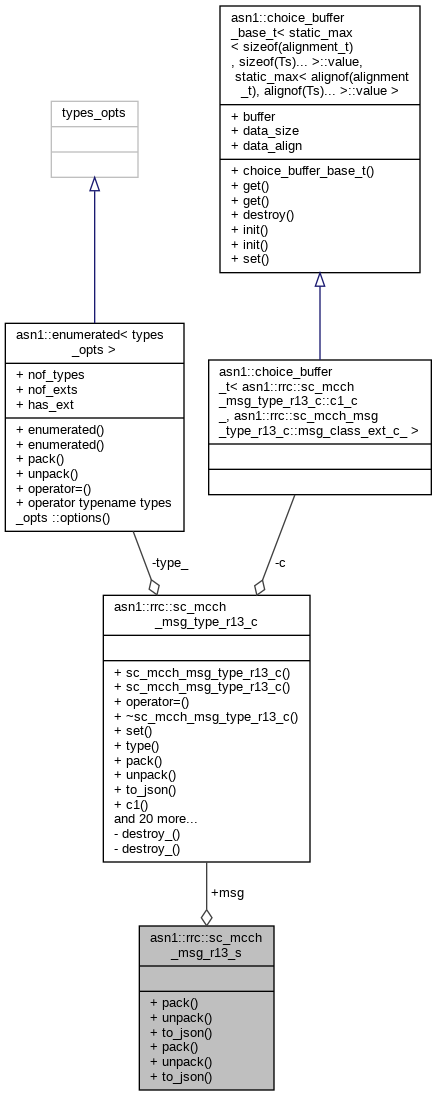 asn1::choice_buffer
_base_t< static_max
< sizeof(alignment_t)
, sizeof(Ts)... >::value,
static_max< alignof(alignment
_t), alignof(Ts)... >::value >
+ buffer
+ data_size
+ data_align
+ choice_buffer_base_t()
+ get()
+ get()
+ destroy()
+ init()
+ init()
+ set()
types_opts
asn1::enumerated< types
_opts >
+ nof_types
+ nof_exts
+ has_ext
+ enumerated()
+ enumerated()
+ pack()
+ unpack()
+ operator=()
+ operator typename types
_opts ::options()
asn1::choice_buffer
_t< asn1::rrc::sc_mcch
_msg_type_r13_c::c1_c
_, asn1::rrc::sc_mcch_msg
_type_r13_c::msg_class_ext_c_ >
-type_
-c
asn1::rrc::sc_mcch
_msg_type_r13_c
+ sc_mcch_msg_type_r13_c()
+ sc_mcch_msg_type_r13_c()
+ operator=()
+ ~sc_mcch_msg_type_r13_c()
+ set()
+ type()
+ pack()
+ unpack()
+ to_json()
+ c1()
and 20 more...
- destroy_()
- destroy_()
+msg
asn1::rrc::sc_mcch
_msg_r13_s
+ pack()
+ unpack()
+ to_json()
+ pack()
+ unpack()
+ to_json()